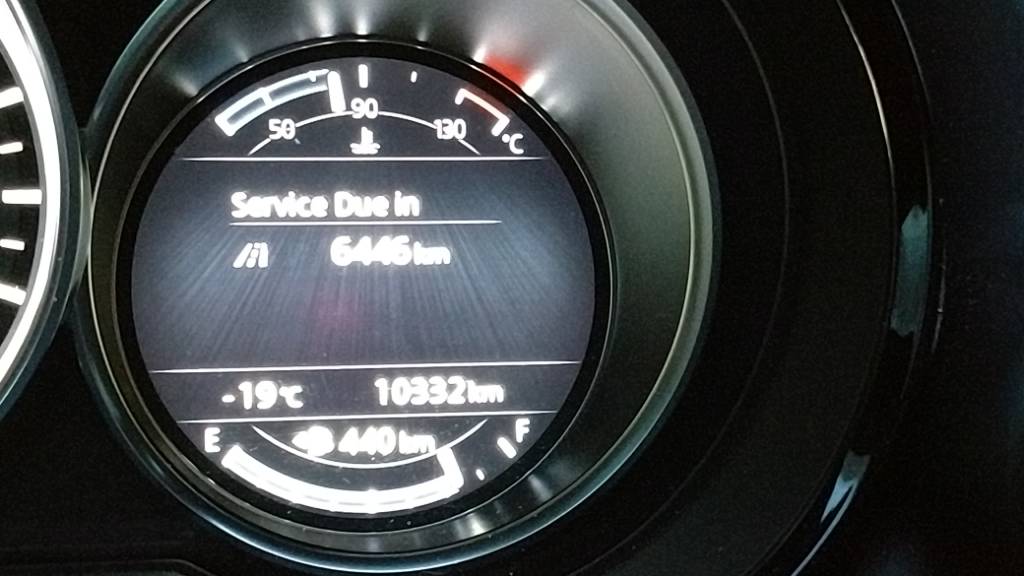 50 90 130 °C
Service Due in
6446 km
-19°C 10332 km
E 440 km F